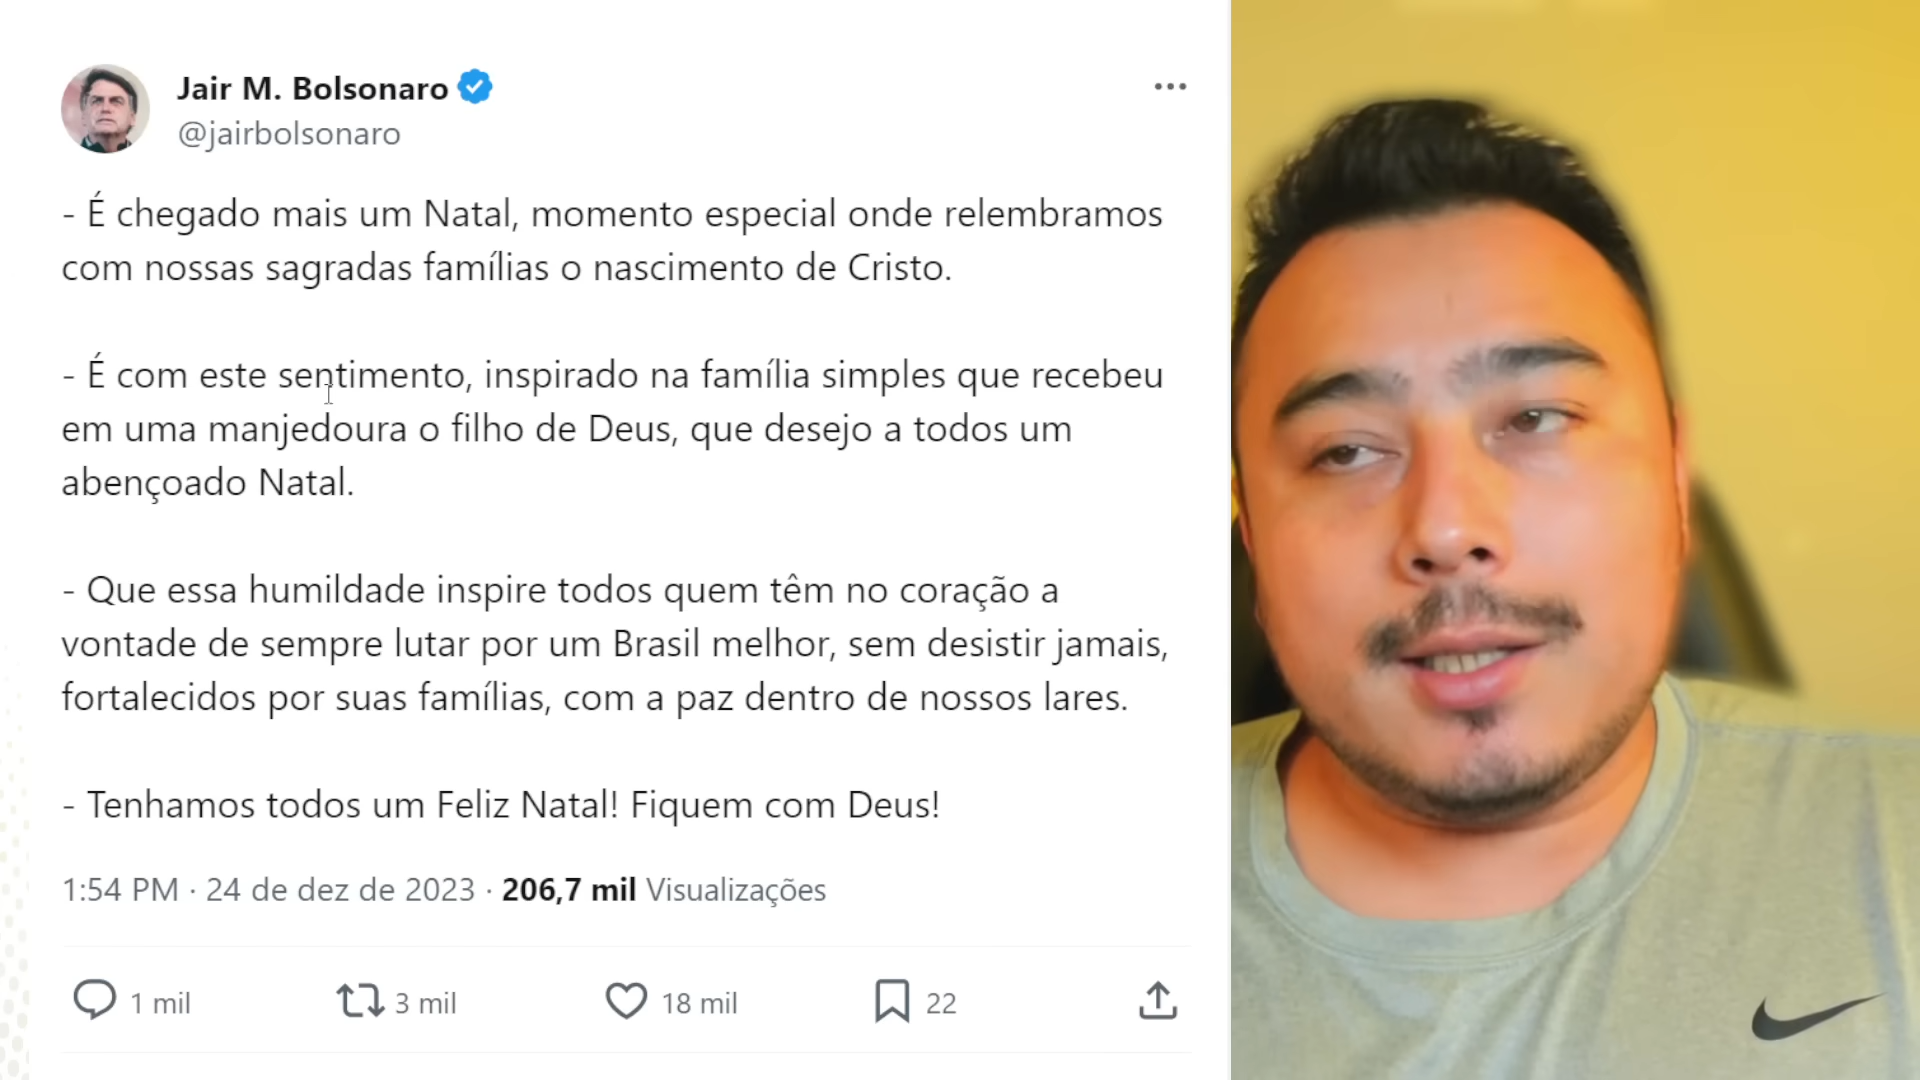 Jair M. Bolsonaro
@jairbolsonaro
- É chegado mais um Natal, momento especial onde relembramos
com nossas sagradas famílias o nascimento de Cristo.
- É com este sentimento, inspirado na família simples que recebeu
em uma manjedoura o filho de Deus, que desejo a todos um
abençoado Natal.
- Que essa humildade inspire todos quem têm no coração a
vontade de sempre lutar por um Brasil melhor, sem desistir jamais,
fortalecidos por suas famílias, com a paz dentro de nossos lares.
- Tenhamos todos um Feliz Natal! Fiquem com Deus!
1:54 PM · 24 de dez de 2023 · 206,7 mil Visualizações
1 mil 3 mil 18 mil 22